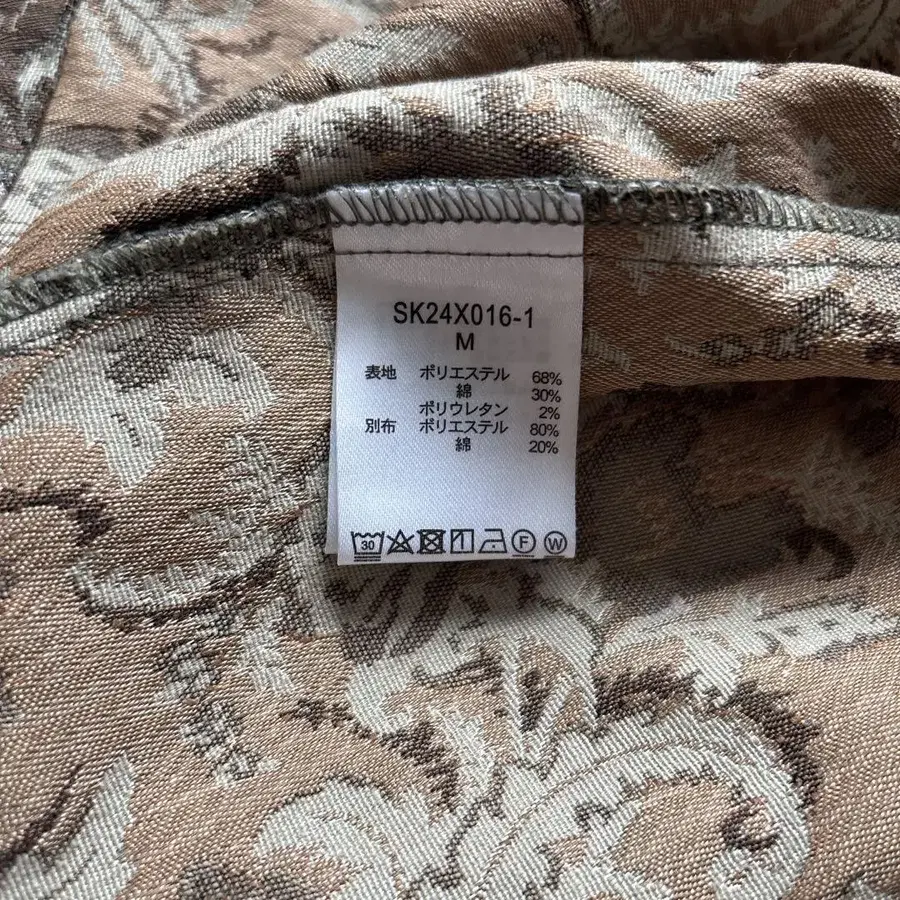 SK24X016-1
M
表地 ポリエステル 68%
綿 30%
ポリウレタン 2%
別布 ポリエステル 80%
綿 20%
30 F W